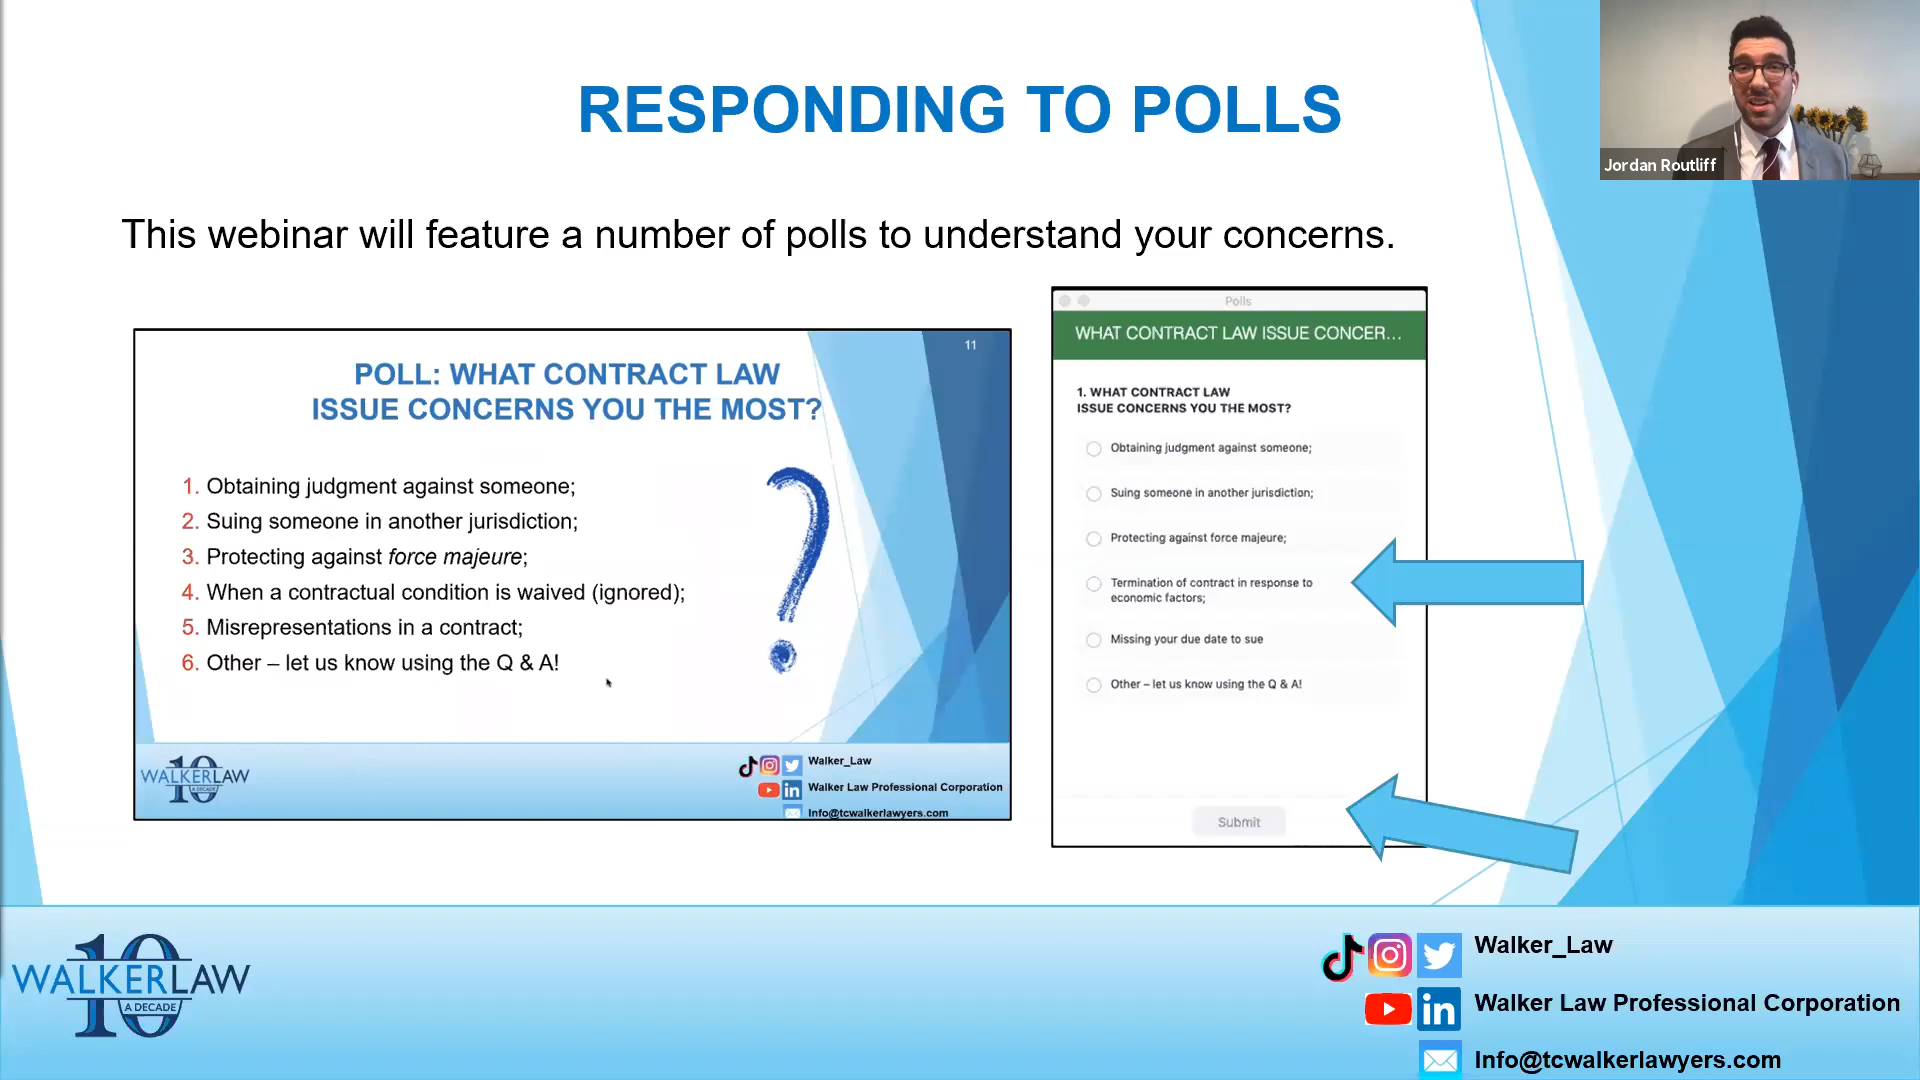 RESPONDING TO POLLS
Jordan Routliff
This webinar will feature a number of polls to understand your concerns.
11
POLL: WHAT CONTRACT LAW
ISSUE CONCERNS YOU THE MOST?
1. Obtaining judgment against someone;
2. Suing someone in another jurisdiction;
3. Protecting against force majeure;
4. When a contractual condition is waived (ignored);
5. Misrepresentations in a contract;
6. Other – let us know using the Q & A!
10
WALKERLAW
A DECADE
Walker_Law
Walker Law Professional Corporation
Info@tcwalkerlawyers.com
Polls
WHAT CONTRACT LAW ISSUE CONCER...
1. WHAT CONTRACT LAW
ISSUE CONCERNS YOU THE MOST?
Obtaining judgment against someone;
Suing someone in another jurisdiction;
Protecting against force majeure;
Termination of contract in response to
economic factors;
Missing your due date to sue
Other – let us know using the Q & A!
Submit
10
WALKERLAW
A DECADE
Walker_Law
Walker Law Professional Corporation
Info@tcwalkerlawyers.com